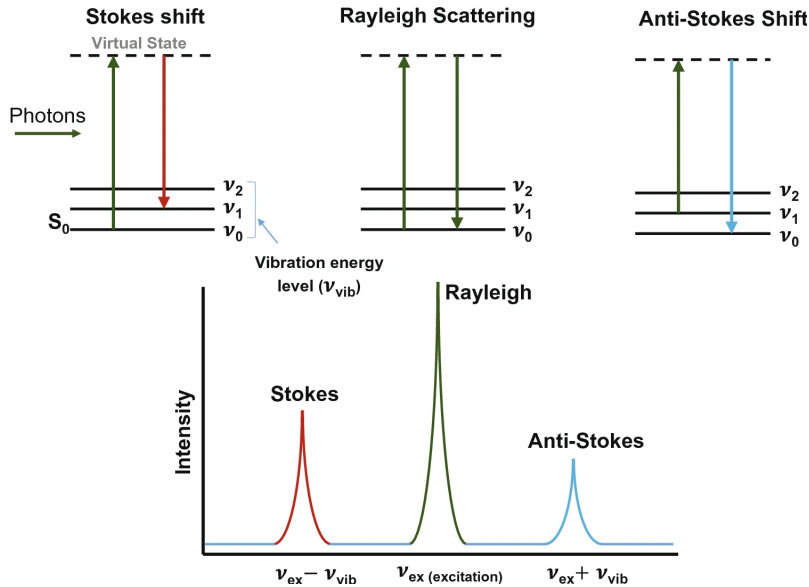 Stokes shift
Virtual State
Photons
ν2
ν1
ν0
S0
Vibration energy
level (νvib)
Rayleigh Scattering
ν2
ν1
ν0
Anti-Stokes Shift
ν2
ν1
ν0
Intensity
Stokes
Rayleigh
Anti-Stokes
νex− νvib
νex (excitation)
νex+ νvib